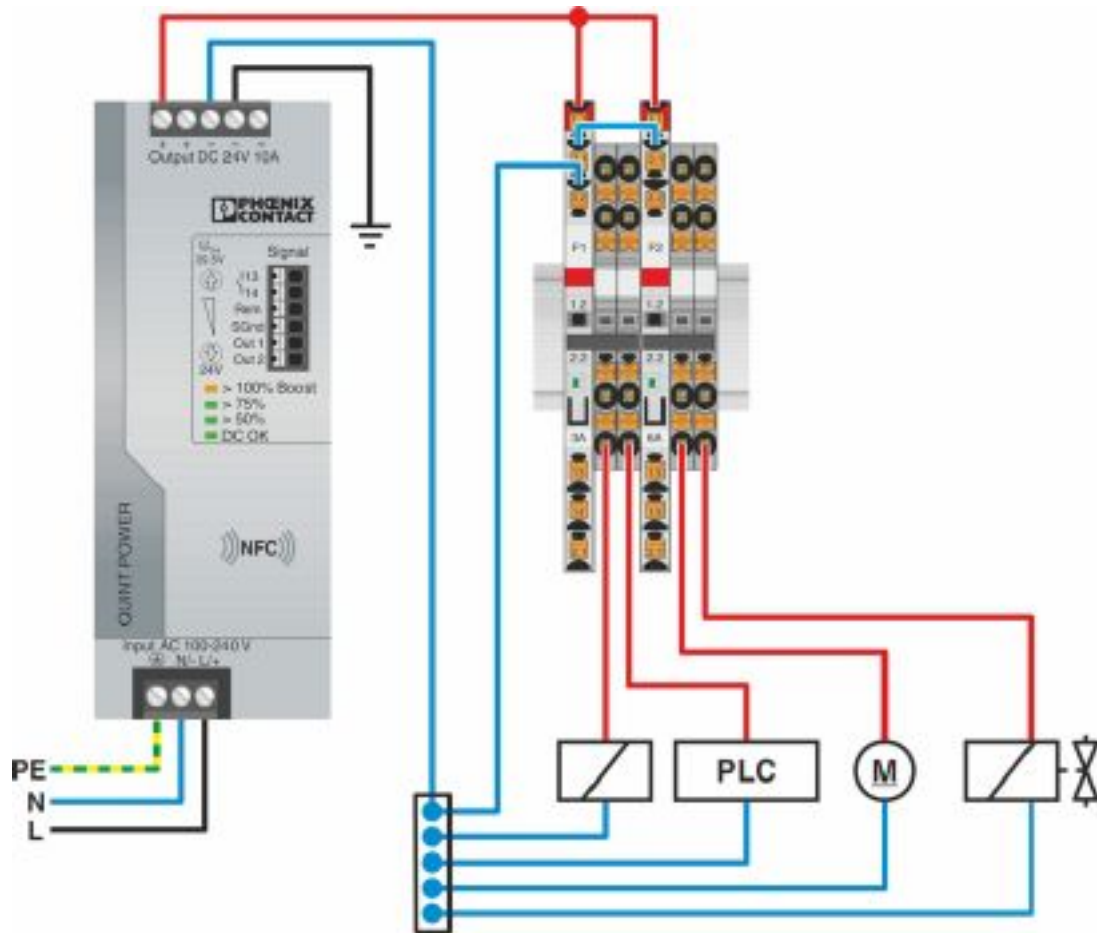 + + − − −
Output DC 24V 10A
PHŒNIX
CONTACT
Signal
13
14
Rem
SGnd
Out 1
Out 2
24V
> 100% Boost
> 75%
> 50%
DC OK
NFC
QUINT POWER
Input AC 100-240 V
N/- L/+
PE
N
L
F1
F2
1.2
1.2
2.2
2.2
3A
6A
PLC
M